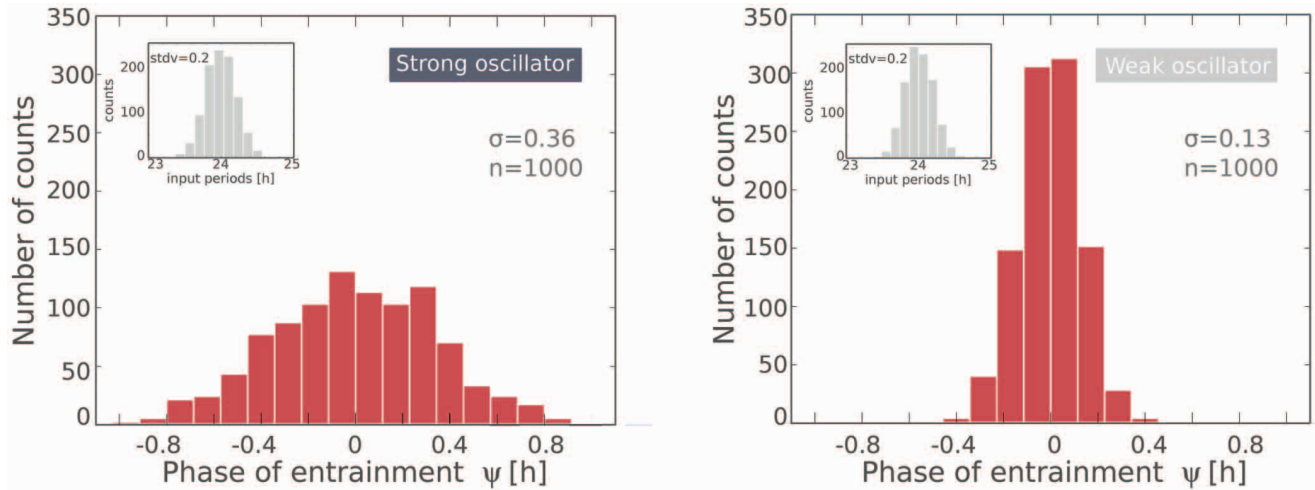 350
300
250
200
150
100
50
0
Number of counts
stdv=0.2
200
100
0
counts
23 24 25
input periods [h]
Strong oscillator
σ=0.36
n=1000
-0.8 -0.4 0 0.4 0.8
Phase of entrainment ψ [h]
350
300
250
200
150
100
50
0
Number of counts
stdv=0.2
200
100
0
counts
23 24 25
input periods [h]
Weak oscillator
σ=0.13
n=1000
-0.8 -0.4 0 0.4 0.8
Phase of entrainment ψ [h]